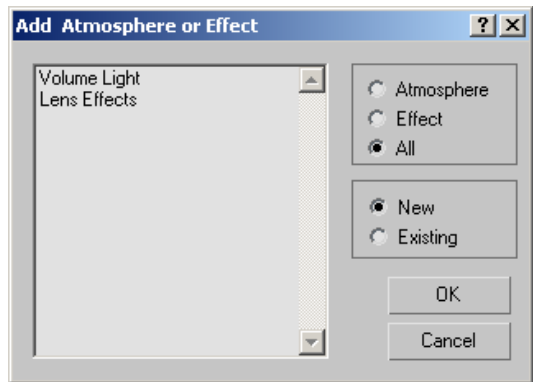 Add Atmosphere or Effect
Volume Light
Lens Effects
Atmosphere
Effect
All
New
Existing
OK
Cancel